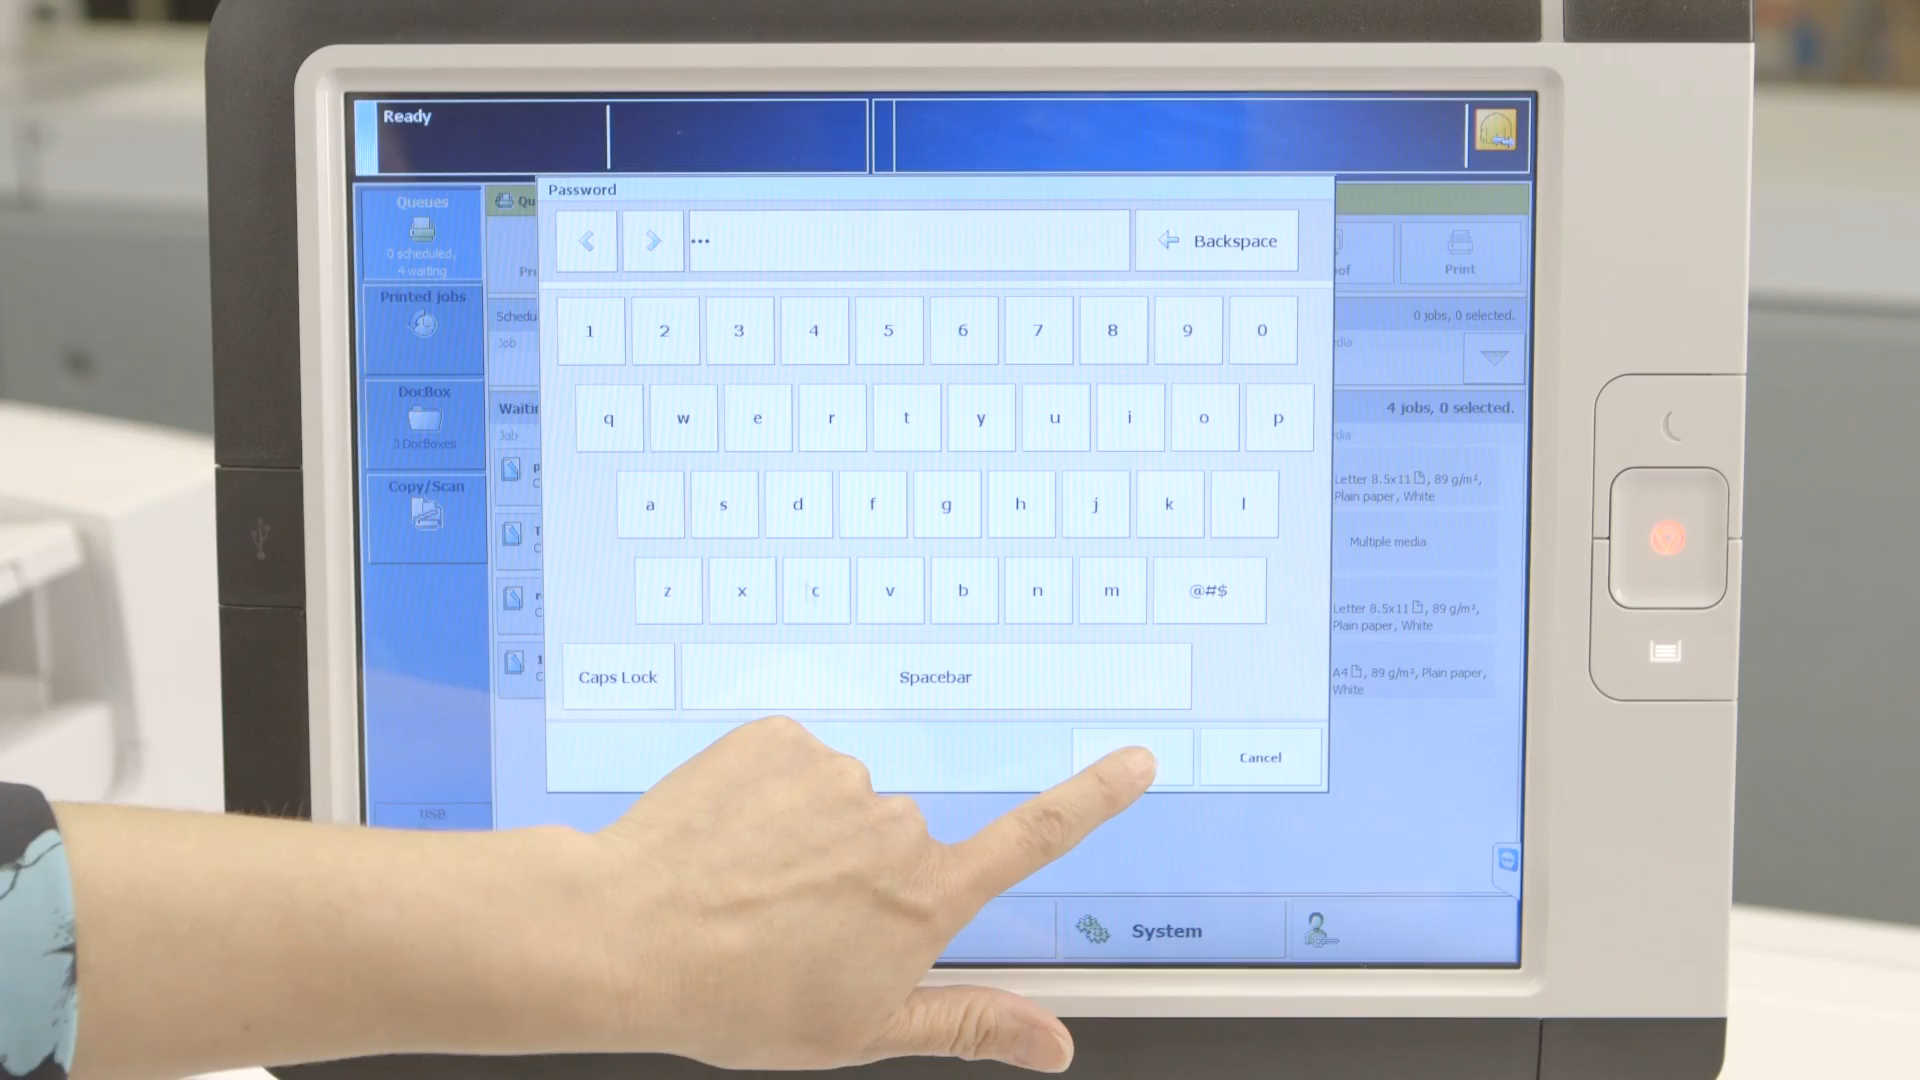 Ready
Password
•••
Backspace
1 2 3 4 5 6 7 8 9 0
q w e r t y u i o p
a s d f g h j k l
z x c v b n m @#$
Caps Lock
Spacebar
Cancel
Queues
0 scheduled,
4 waiting
Printed jobs
DocBox
3 DocBoxes
Copy/Scan
USB
Job
Job
Print
0 jobs, 0 selected.
4 jobs, 0 selected.
Letter 8.5x11, 89 g/m²,
Plain paper, White
Multiple media
Letter 8.5x11, 89 g/m²,
Plain paper, White
A4, 89 g/m², Plain paper,
White
System